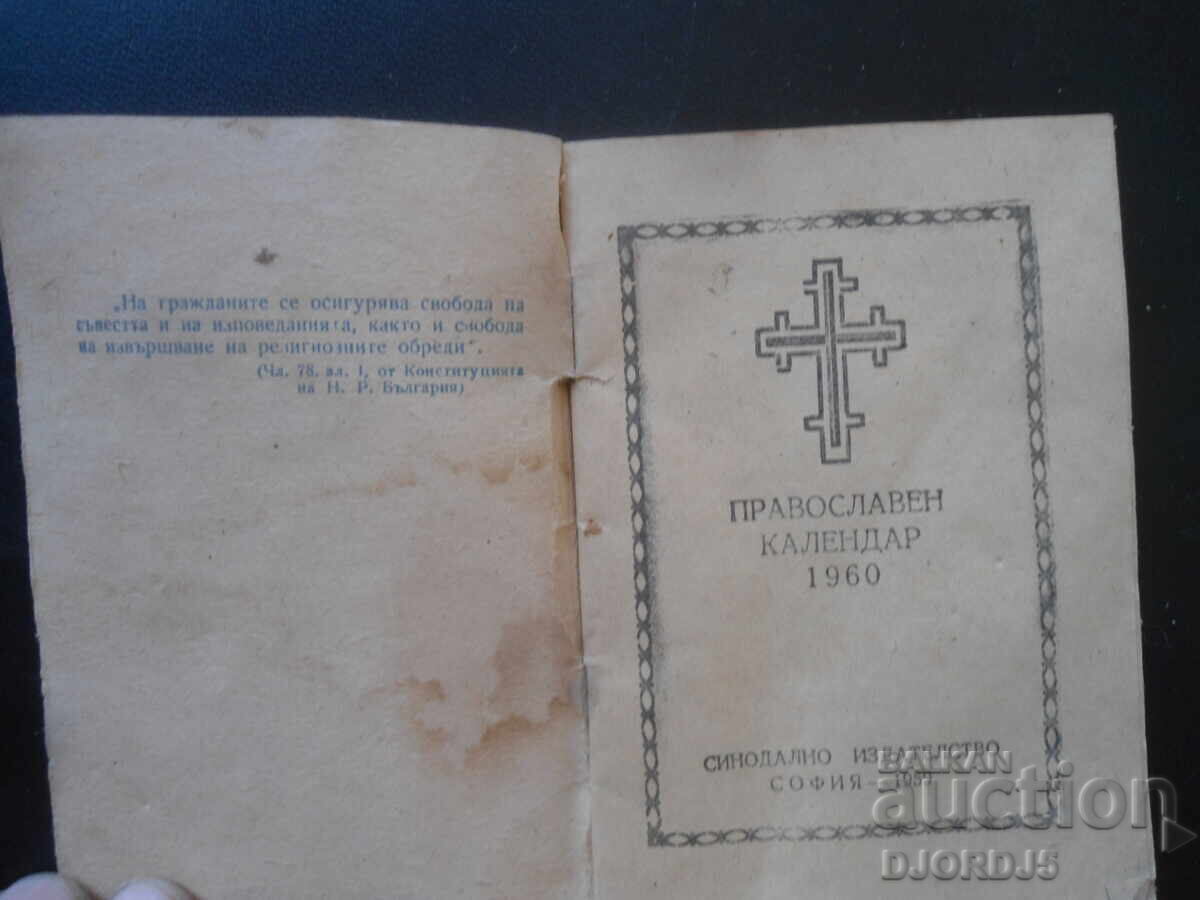 „На гражданите се осигурява свобода на
съвестта и на изповеданията, както и свобода
на извършване на религиозните обреди".
(Чл. 78, ал. 1, от Конституцията
на Н. Р. България)
ПРАВОСЛАВЕН
КАЛЕНДАР
1960
СИНОДАЛНО ИЗДАТЕЛСТВО
СОФИЯ —
BALKAN
auction
DJORDJ5